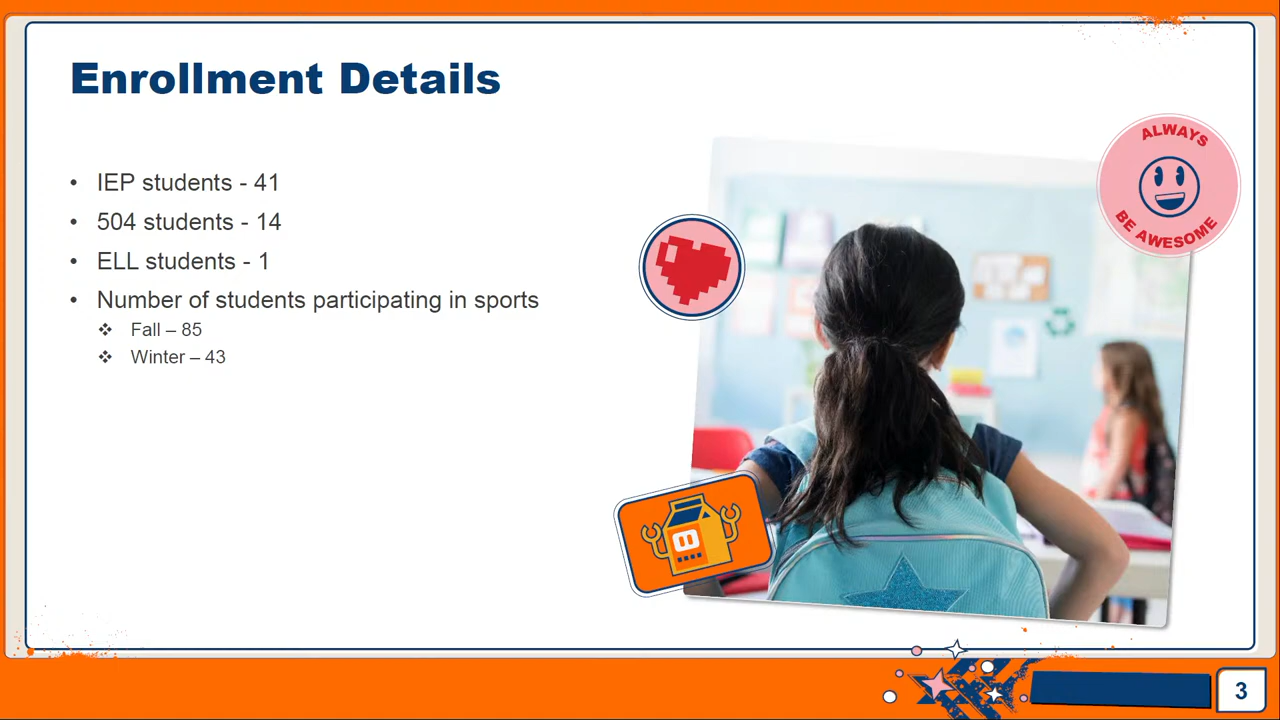 Enrollment Details
• IEP students - 41
• 504 students - 14
• ELL students - 1
• Number of students participating in sports
❖ Fall – 85
❖ Winter – 43
ALWAYS
BE AWESOME
3